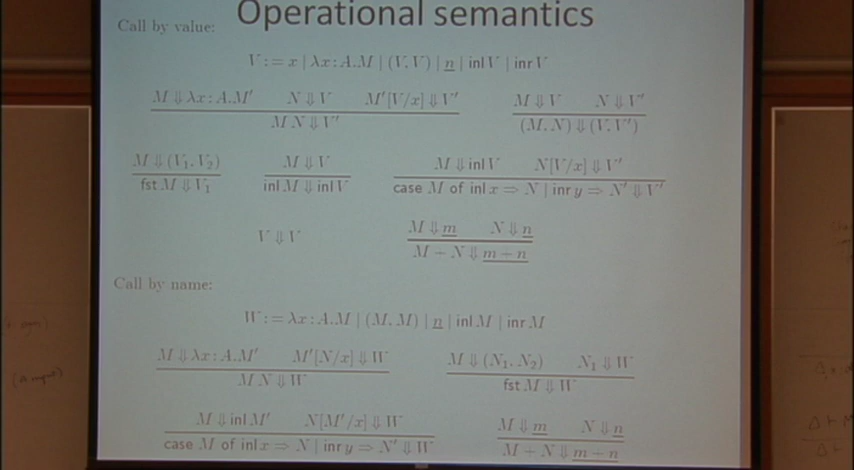 Operational semantics
Call by value:
V := x | λx : A.M | (V, V) | n | inl V | inr V
M ⇓ λx : A.M′ N ⇓ V M′[V/x] ⇓ V′
M N ⇓ V′
M ⇓ V N ⇓ V′
(M, N) ⇓ (V, V′)
M ⇓ (V₁, V₂)
fst M ⇓ V₁
M ⇓ V
inl M ⇓ inl V
M ⇓ inl V N[V/x] ⇓ V′
case M of inl x ⇒ N | inr y ⇒ N′ ⇓ V′
V ⇓ V
M ⇓ m N ⇓ n
M − N ⇓ m − n
Call by name:
W := λx : A.M | (M, M) | n | inl M | inr M
M ⇓ λx : A.M′ M′[N/x] ⇓ W
M N ⇓ W
M ⇓ (N₁, N₂) N₁ ⇓ W
fst M ⇓ W
M ⇓ inl M′ N[M′/x] ⇓ W
case M of inl x ⇒ N | inr y ⇒ N′ ⇓ W
M ⇓ m N ⇓ n
M − N ⇓ m − n